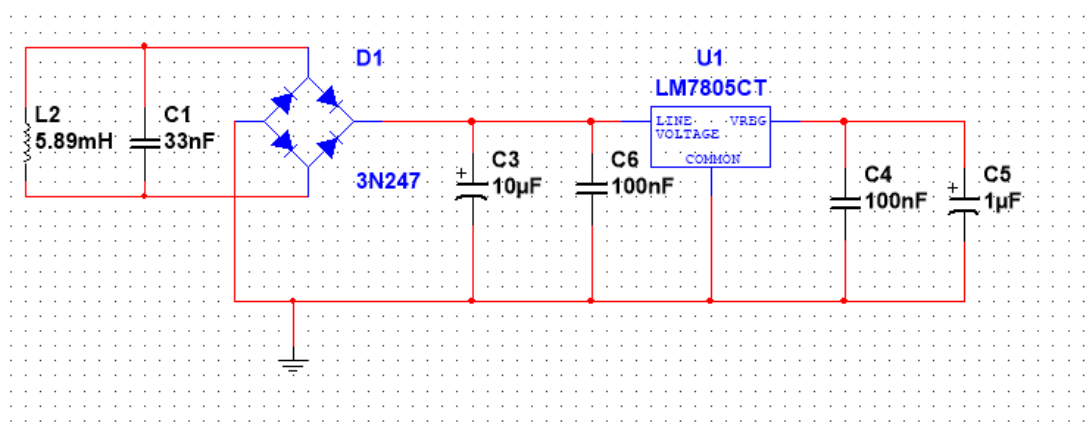 D1
U1
LM7805CT
L2
5.89mH
C1
33nF
LINE VREG
VOLTAGE
COMMON
C3
10µF
C6
100nF
3N247
C4
100nF
C5
1µF
+
+